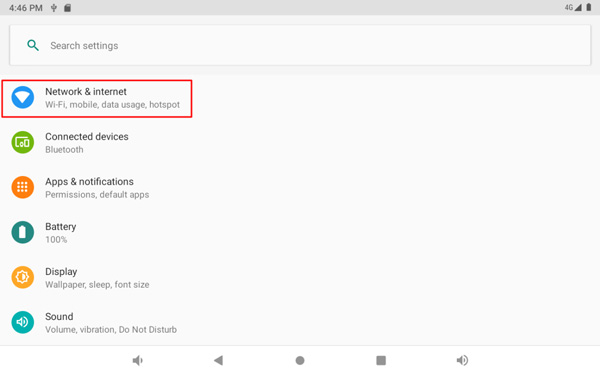 4:46 PM
4G
Search settings
Network & internet
Wi-Fi, mobile, data usage, hotspot
Connected devices
Bluetooth
Apps & notifications
Permissions, default apps
Battery
100%
Display
Wallpaper, sleep, font size
Sound
Volume, vibration, Do Not Disturb